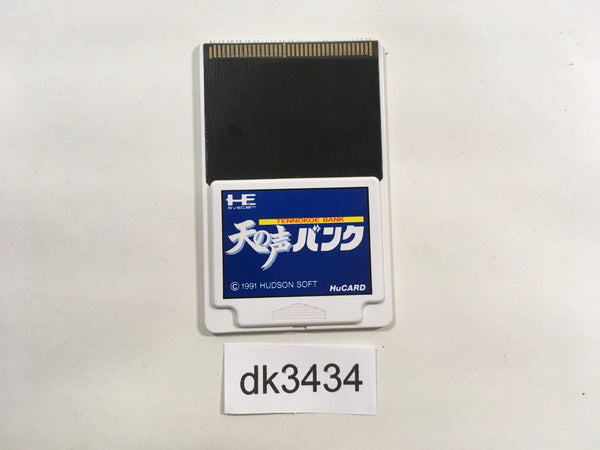 HE
SYSTEM
TENNOKOE BANK
天の声バンク
© 1991 HUDSON SOFT
HuCARD
dk3434